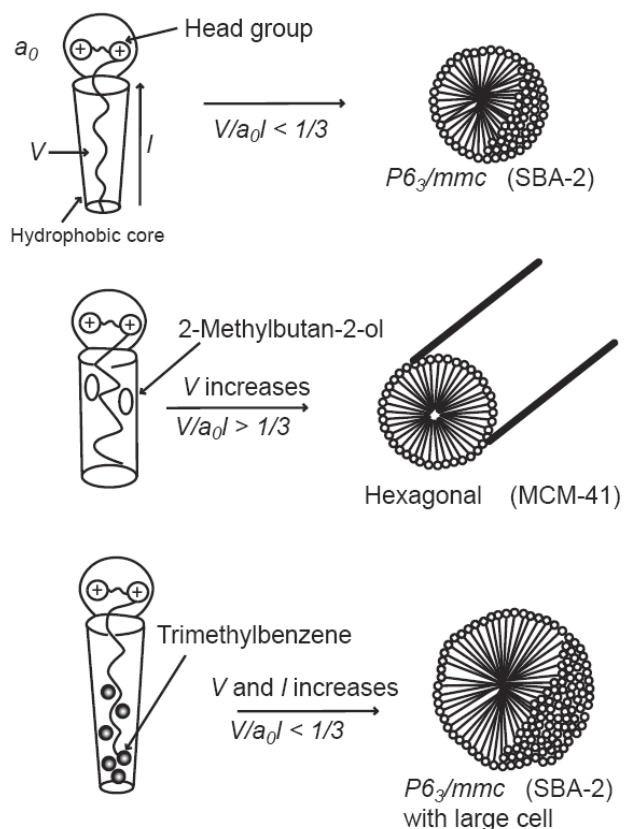 Head group
a₀
+ +
V
l
V/a₀l < 1/3
P6₃/mmc (SBA-2)
Hydrophobic core
+ +
2-Methylbutan-2-ol
V increases
V/a₀l > 1/3
Hexagonal (MCM-41)
+ +
Trimethylbenzene
V and l increases
V/a₀l < 1/3
P6₃/mmc (SBA-2)
with large cell